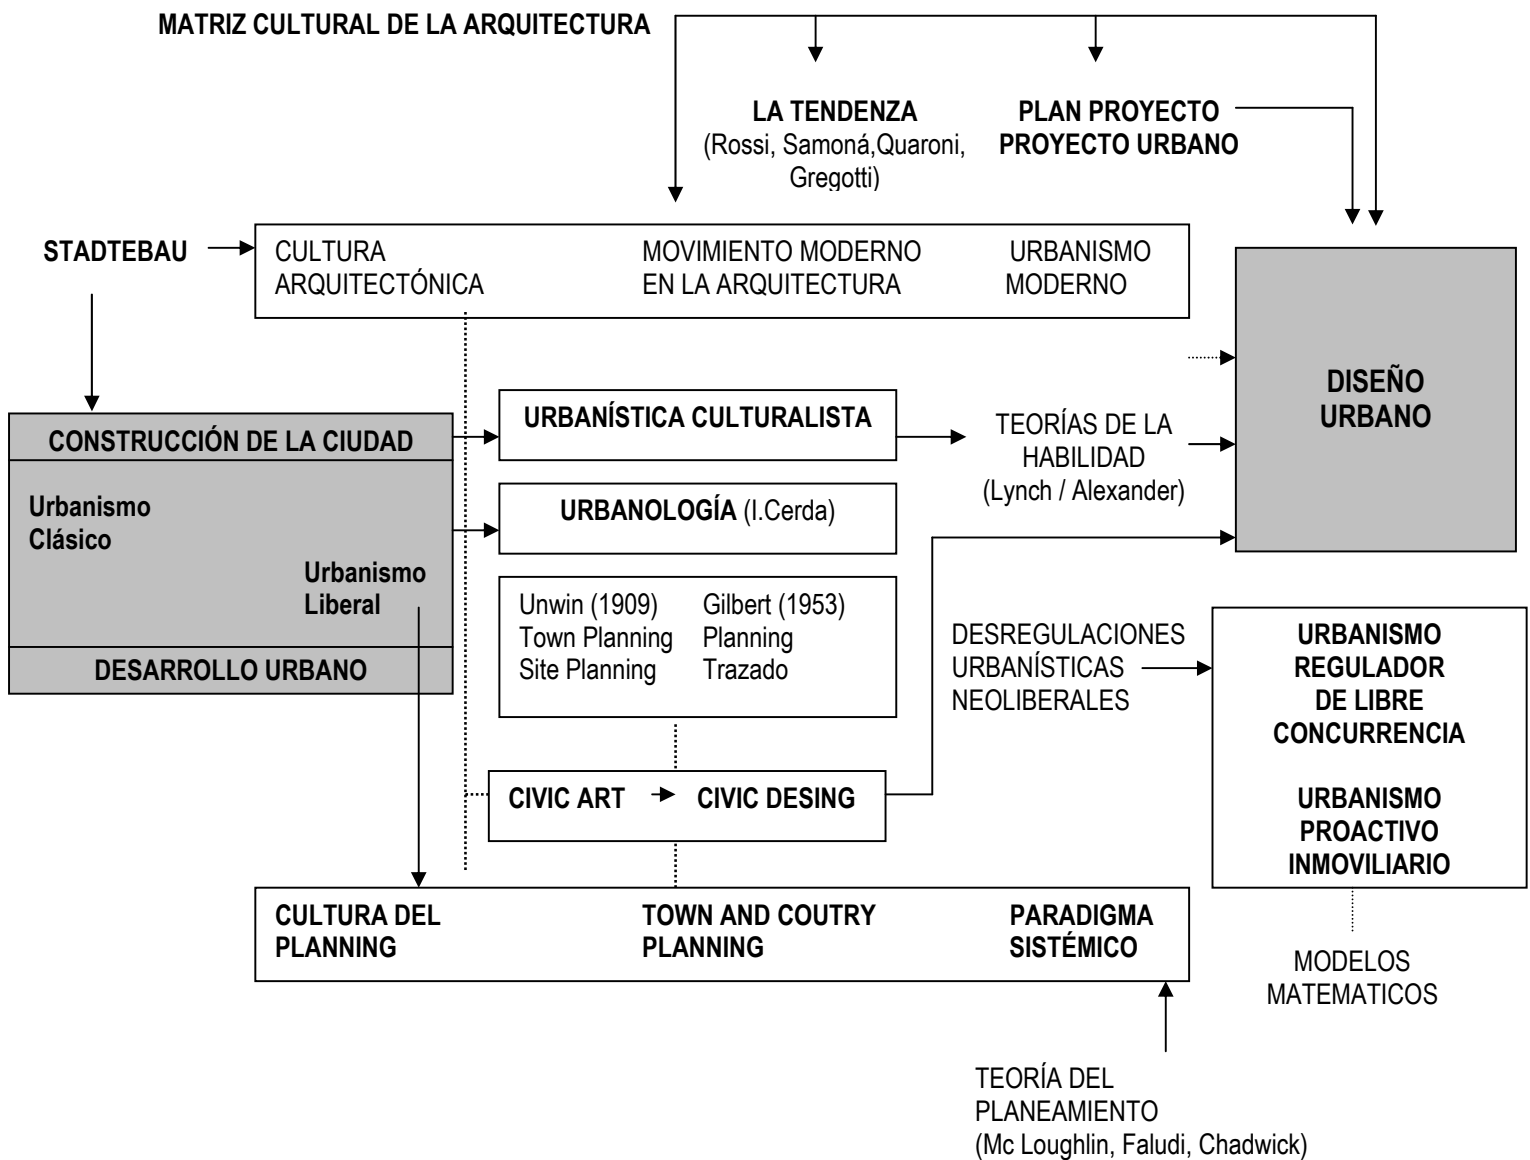 MATRIZ CULTURAL DE LA ARQUITECTURA
LA TENDENZA
(Rossi, Samoná,Quaroni,
Gregotti)
PLAN PROYECTO
PROYECTO URBANO
STADTEBAU
CULTURA
ARQUITECTÓNICA
MOVIMIENTO MODERNO
EN LA ARQUITECTURA
URBANISMO
MODERNO
DISEÑO
URBANO
CONSTRUCCIÓN DE LA CIUDAD
Urbanismo
Clásico
Urbanismo
Liberal
DESARROLLO URBANO
URBANÍSTICA CULTURALISTA
TEORÍAS DE LA
HABILIDAD
(Lynch / Alexander)
URBANOLOGÍA (I.Cerda)
Unwin (1909)
Town Planning
Site Planning
Gilbert (1953)
Planning
Trazado
DESREGULACIONES
URBANÍSTICAS
NEOLIBERALES
URBANISMO
REGULADOR
DE LIBRE
CONCURRENCIA
URBANISMO
PROACTIVO
INMOVILIARIO
CIVIC ART
CIVIC DESING
CULTURA DEL
PLANNING
TOWN AND COUTRY
PLANNING
PARADIGMA
SISTÉMICO
MODELOS
MATEMATICOS
TEORÍA DEL
PLANEAMIENTO
(Mc Loughlin, Faludi, Chadwick)